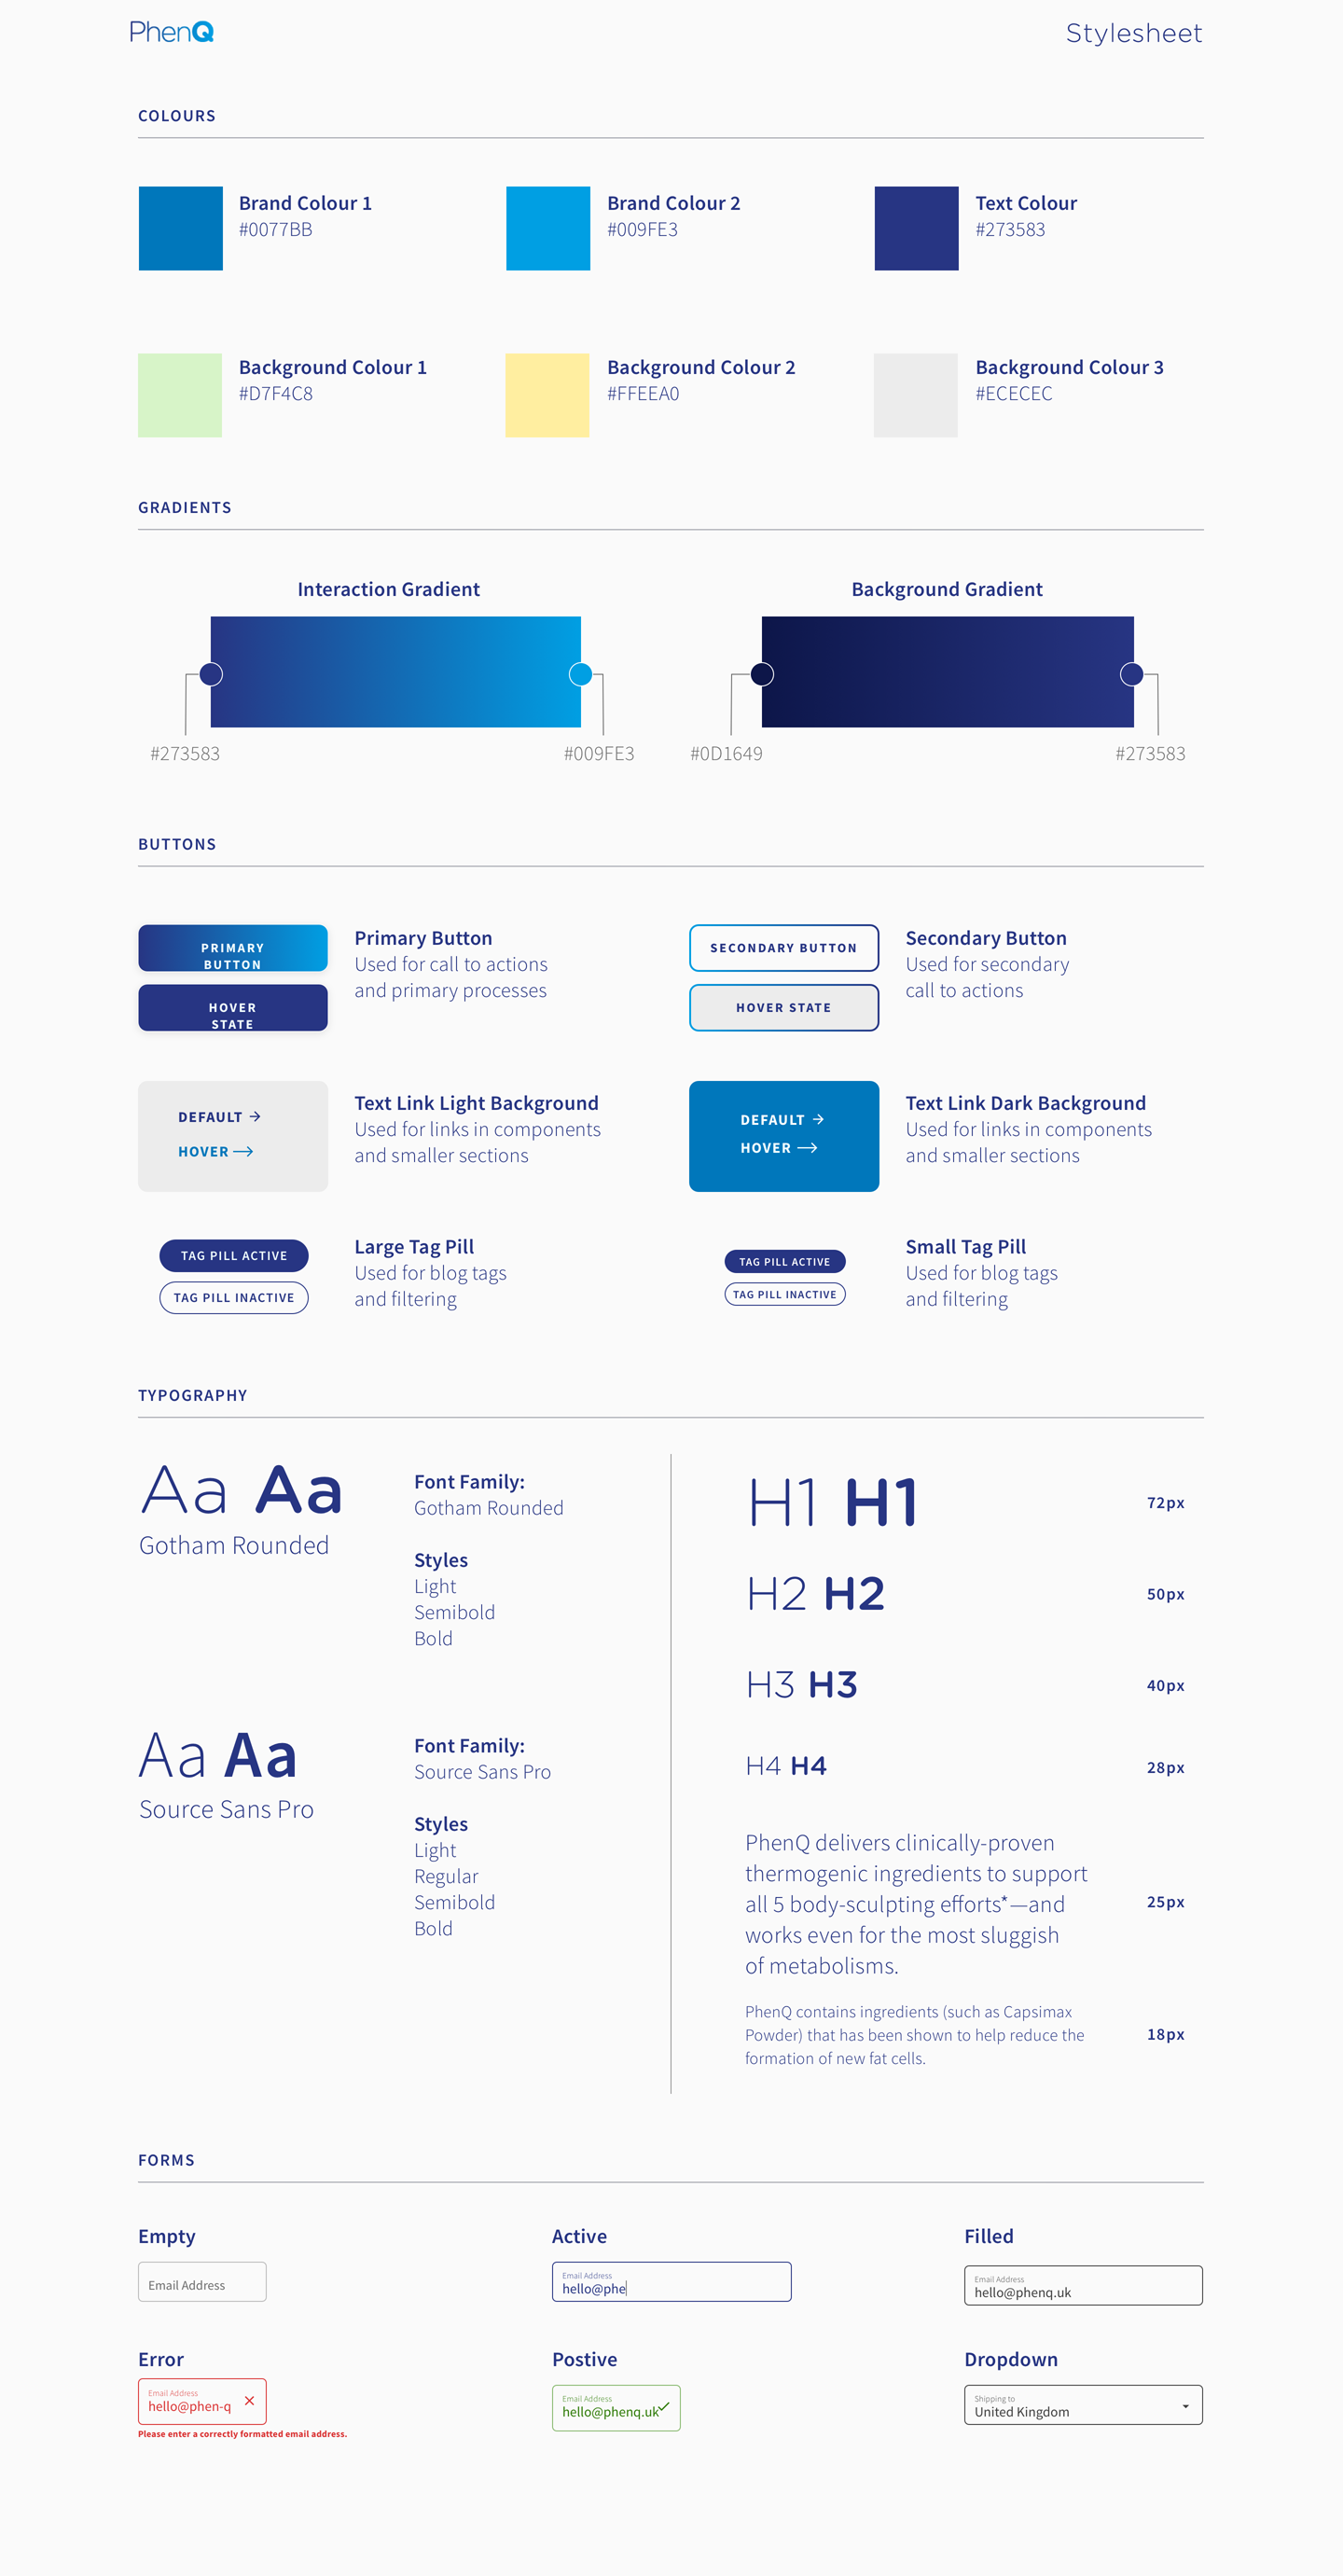 PhenQ
Stylesheet
COLOURS
Brand Colour 1
#0077BB
Brand Colour 2
#009FE3
Text Colour
#273583
Background Colour 1
#D7F4C8
Background Colour 2
#FFEEA0
Background Colour 3
#ECECEC
GRADIENTS
Interaction Gradient
#273583
#009FE3
Background Gradient
#0D1649
#273583
BUTTONS
PRIMARY
BUTTON
HOVER
STATE
Primary Button
Used for call to actions
and primary processes
SECONDARY BUTTON
HOVER STATE
Secondary Button
Used for secondary
call to actions
DEFAULT →
HOVER →
Text Link Light Background
Used for links in components
and smaller sections
DEFAULT →
HOVER →
Text Link Dark Background
Used for links in components
and smaller sections
TAG PILL ACTIVE
TAG PILL INACTIVE
Large Tag Pill
Used for blog tags
and filtering
TAG PILL ACTIVE
TAG PILL INACTIVE
Small Tag Pill
Used for blog tags
and filtering
TYPOGRAPHY
Aa Aa
Gotham Rounded
Font Family:
Gotham Rounded
Styles
Light
Semibold
Bold
Aa Aa
Source Sans Pro
Font Family:
Source Sans Pro
Styles
Light
Regular
Semibold
Bold
H1 H1
72px
H2 H2
50px
H3 H3
40px
H4 H4
28px
PhenQ delivers clinically-proven
thermogenic ingredients to support
all 5 body-sculpting efforts*—and
works even for the most sluggish
of metabolisms.
25px
PhenQ contains ingredients (such as Capsimax
Powder) that has been shown to help reduce the
formation of new fat cells.
18px
FORMS
Empty
Email Address
Active
Email Address
hello@phe
Filled
Email Address
hello@phenq.uk
Error
Email Address
hello@phen-q
Please enter a correctly formatted email address.
Postive
Email Address
hello@phenq.uk
Dropdown
Shipping to
United Kingdom